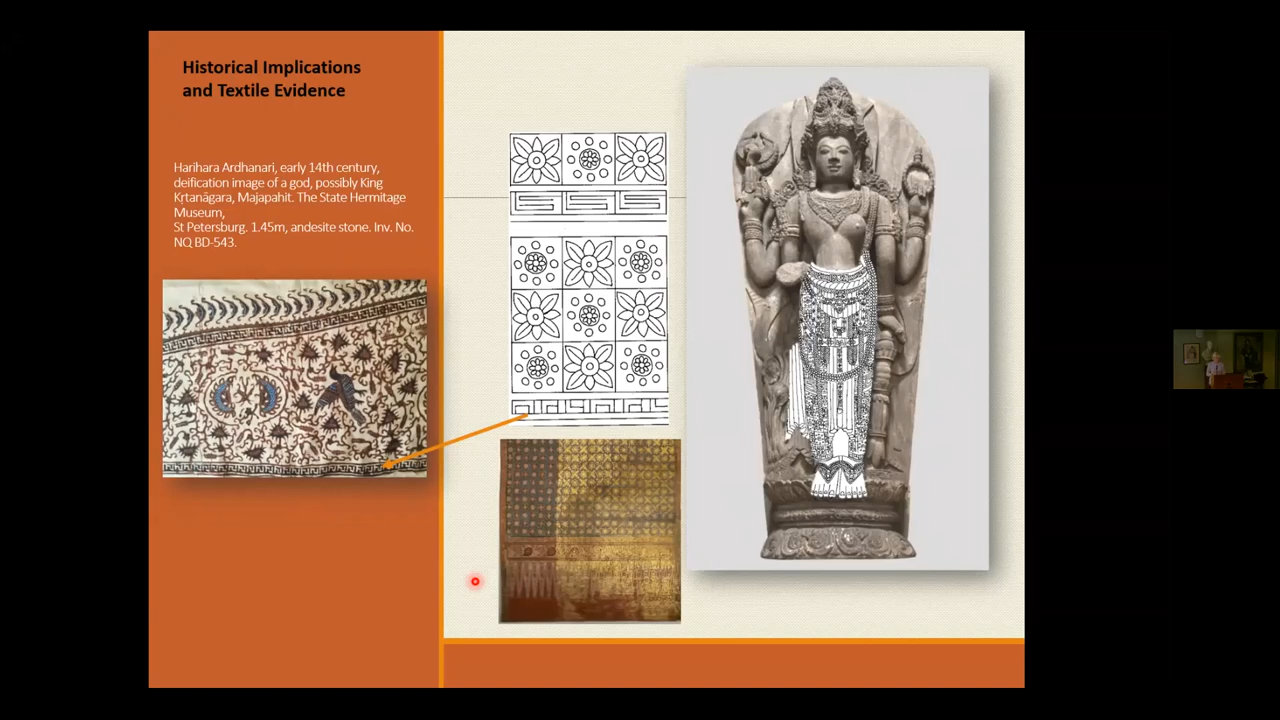 Historical Implications
and Textile Evidence
Harihara Ardhanari, early 14th century,
deification image of a god, possibly King
Kṛtanāgara, Majapahit. The State Hermitage
Museum,
St Petersburg. 1.45m, andesite stone. Inv. No.
NQ BD-543.